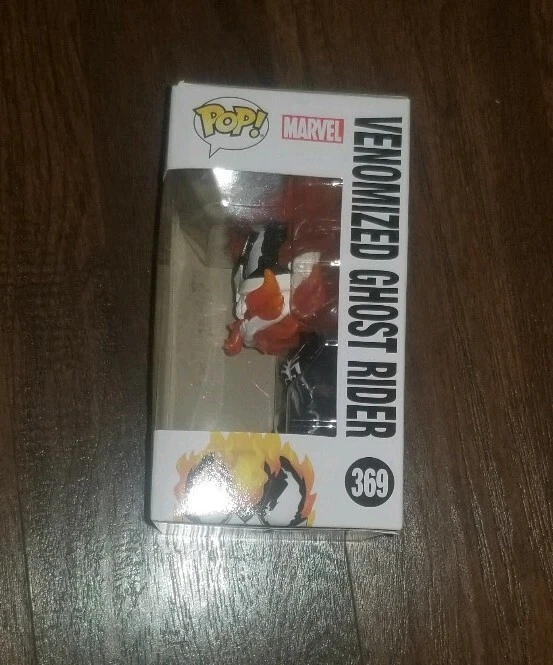 POP!
MARVEL
VENOMIZED GHOST RIDER
369